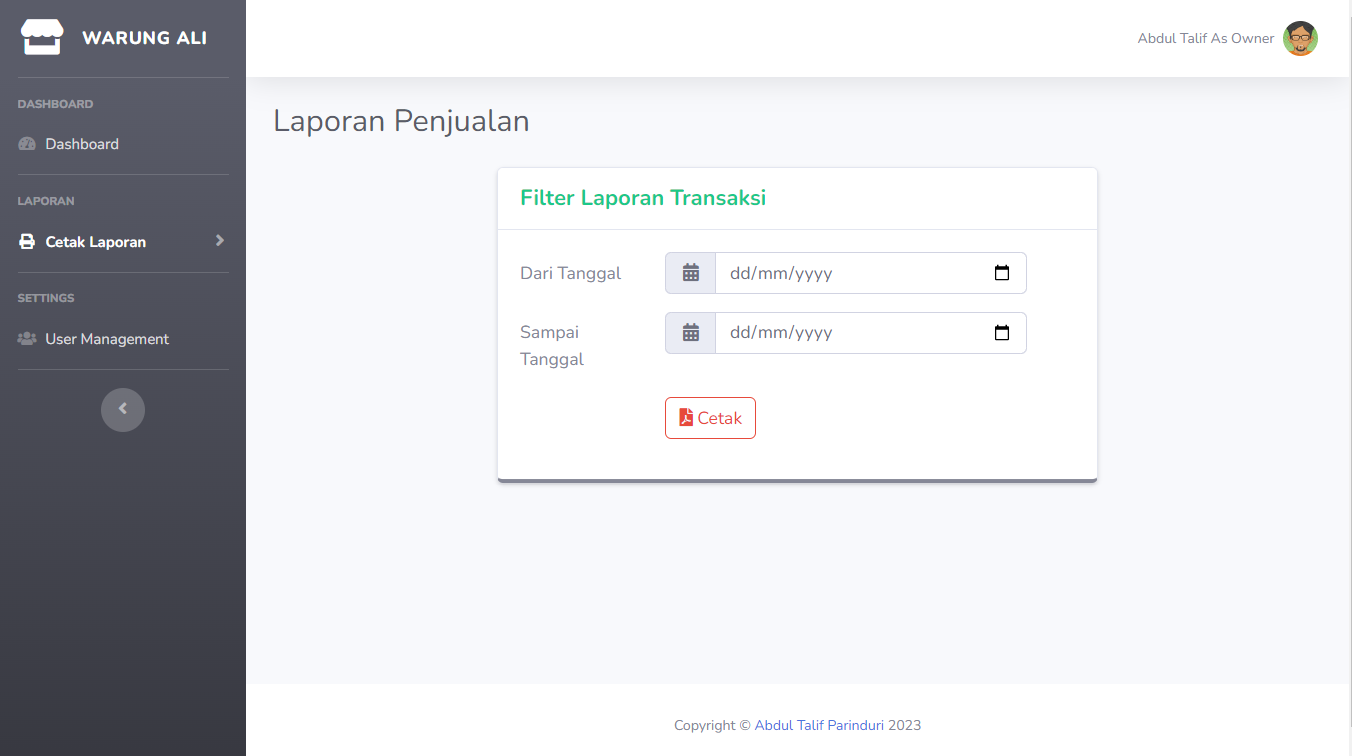 WARUNG ALI
Abdul Talif As Owner
DASHBOARD
Dashboard
LAPORAN
Cetak Laporan
SETTINGS
User Management
Laporan Penjualan
Filter Laporan Transaksi
Dari Tanggal
dd/mm/yyyy
Sampai
Tanggal
dd/mm/yyyy
Cetak
Copyright © Abdul Talif Parinduri 2023